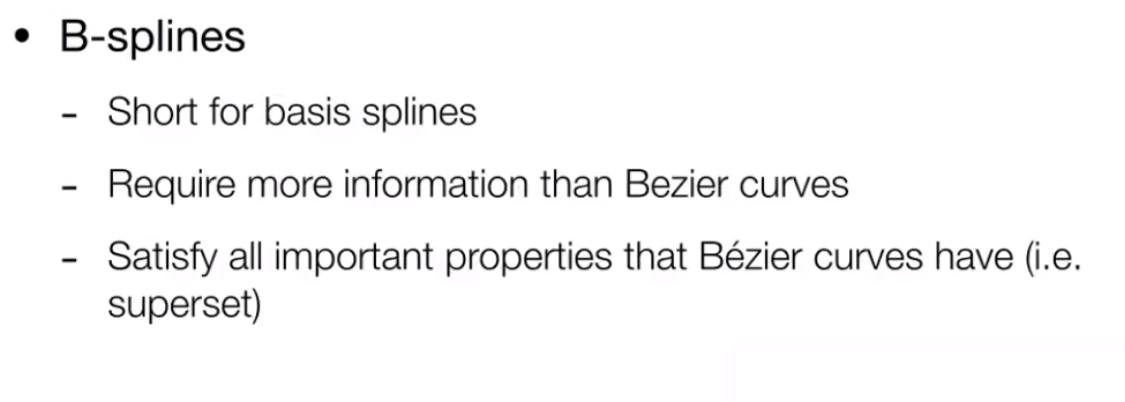 • B-splines
- Short for basis splines
- Require more information than Bezier curves
- Satisfy all important properties that Bézier curves have (i.e.
superset)